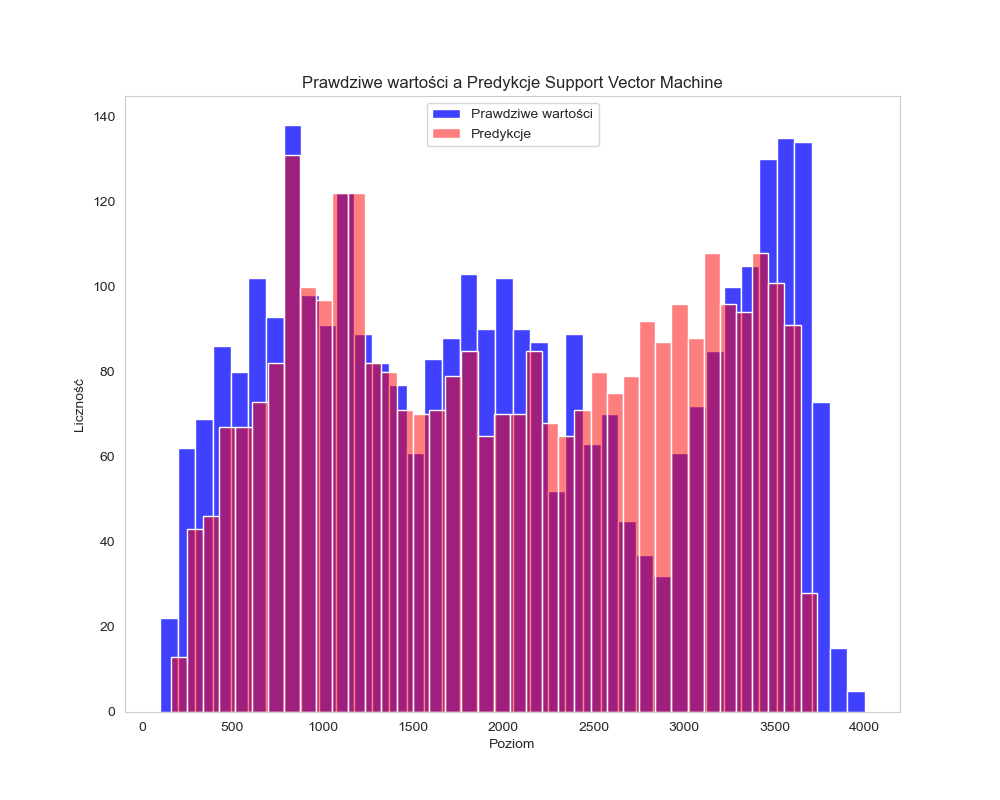 Prawdziwe wartości a Predykcje Support Vector Machine
Prawdziwe wartości
Predykcje
140
120
100
80
60
40
20
0
Liczność
0 500 1000 1500 2000 2500 3000 3500 4000
Poziom